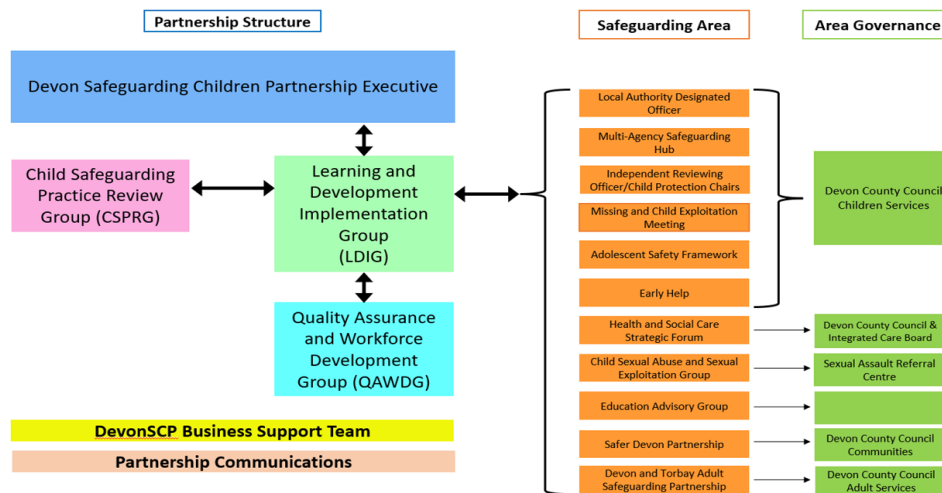 Partnership Structure
Safeguarding Area
Area Governance
Devon Safeguarding Children Partnership Executive
Child Safeguarding
Practice Review
Group (CSPRG)
Learning and
Development
Implementation
Group
(LDIG)
Quality Assurance
and Workforce
Development
Group (QAWDG)
DevonSCP Business Support Team
Partnership Communications
Local Authority Designated
Officer
Multi-Agency Safeguarding
Hub
Independent Reviewing
Officer/Child Protection Chairs
Missing and Child Exploitation
Meeting
Adolescent Safety Framework
Early Help
Health and Social Care
Strategic Forum
Child Sexual Abuse and Sexual
Exploitation Group
Education Advisory Group
Safer Devon Partnership
Devon and Torbay Adult
Safeguarding Partnership
Devon County Council
Children Services
Devon County Council &
Integrated Care Board
Sexual Assault Referral
Centre
Devon County Council
Communities
Devon County Council
Adult Services